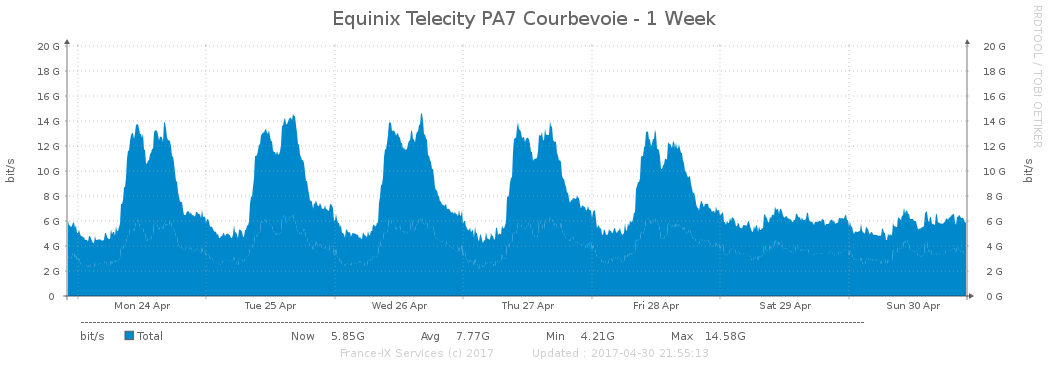 Equinix Telecity PA7 Courbevoie - 1 Week
RRDTOOL / TOBI OETIKER
bit/s
20 G
18 G
16 G
14 G
12 G
10 G
8 G
6 G
4 G
2 G
0
20 G
18 G
16 G
14 G
12 G
10 G
8 G
6 G
4 G
2 G
0 G
bit/s
Mon 24 Apr Tue 25 Apr Wed 26 Apr Thu 27 Apr Fri 28 Apr Sat 29 Apr Sun 30 Apr
bit/s Total Now 5.85G Avg 7.77G Min 4.21G Max 14.58G
France-IX Services (c) 2017 Updated : 2017-04-30 21:55:13